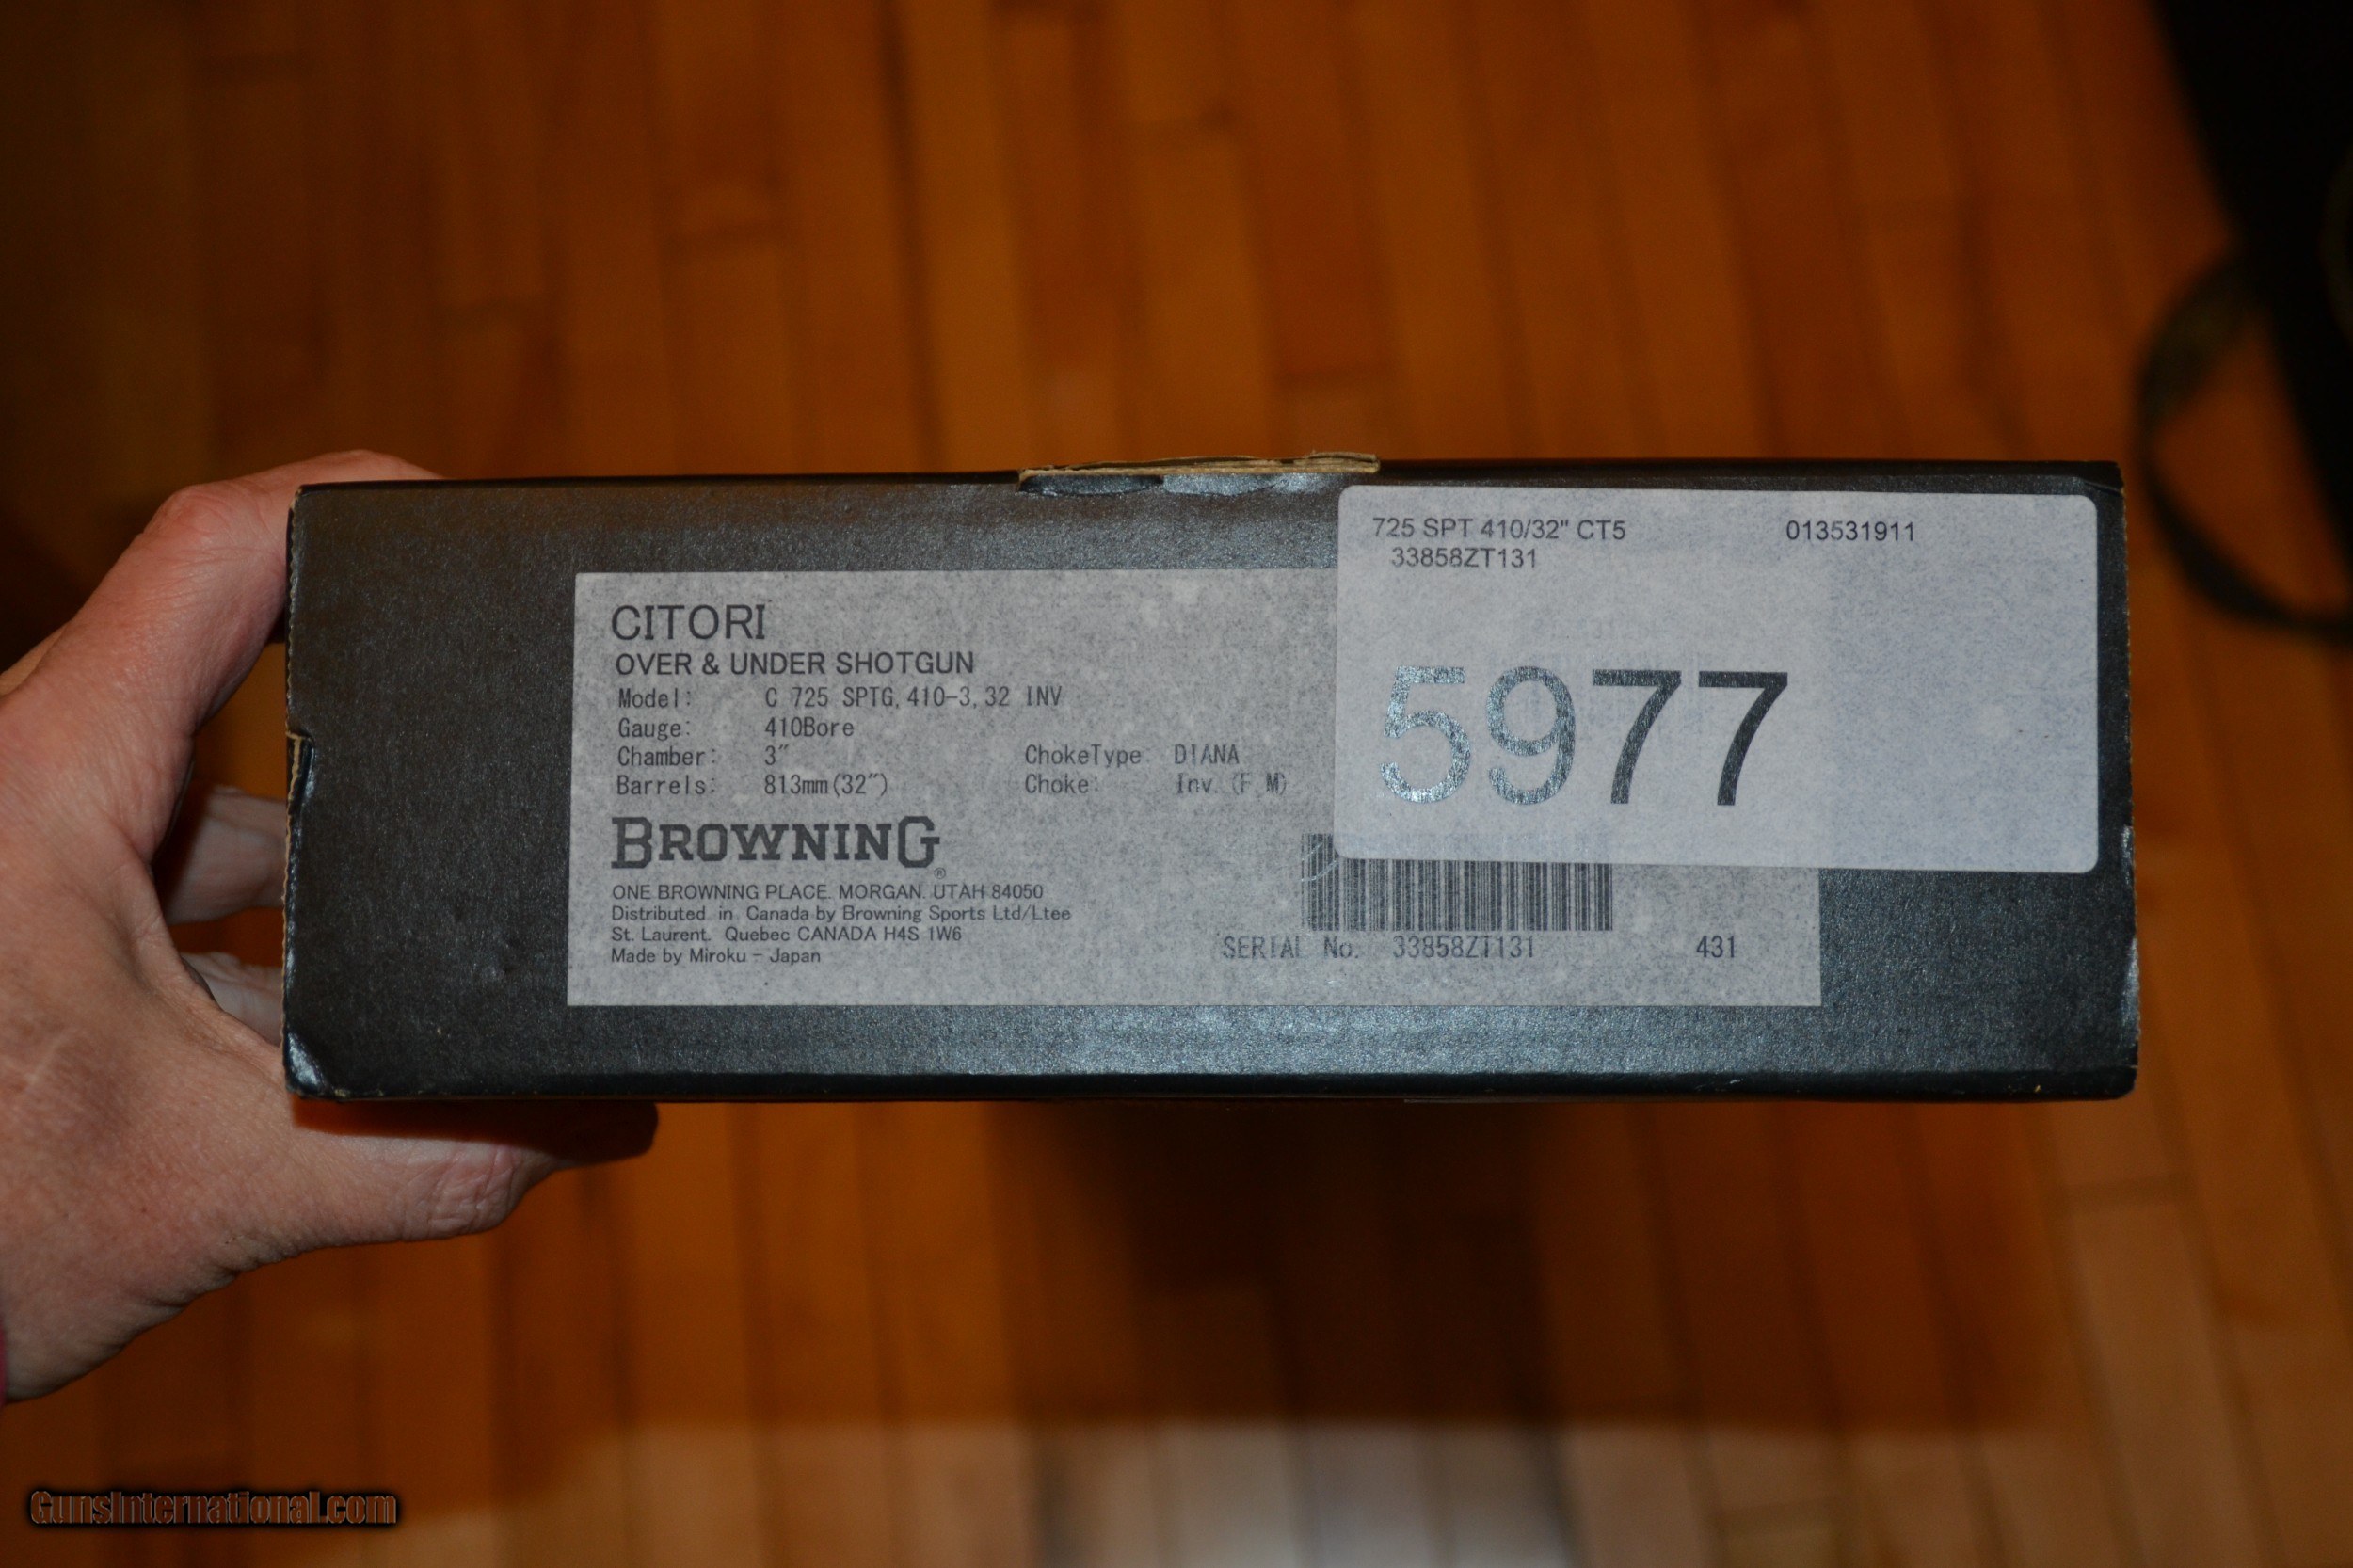 725 SPT 410/32" CT5 013531911
33858ZT131
5977
CITORI
OVER & UNDER SHOTGUN
Model: C 725 SPTG, 410-3, 32 INV
Gauge: 410Bore
Chamber: 3" ChokeType: DIANA
Barrels: 813mm(32") Choke: Inv. (F M)
BROWNING®
ONE BROWNING PLACE. MORGAN. UTAH 84050
Distributed in Canada by Browning Sports Ltd/Ltee
St. Laurent. Quebec CANADA H4S 1W6
Made by Miroku - Japan
SERIAL No. 33858ZT131 431
GunsInternational.com